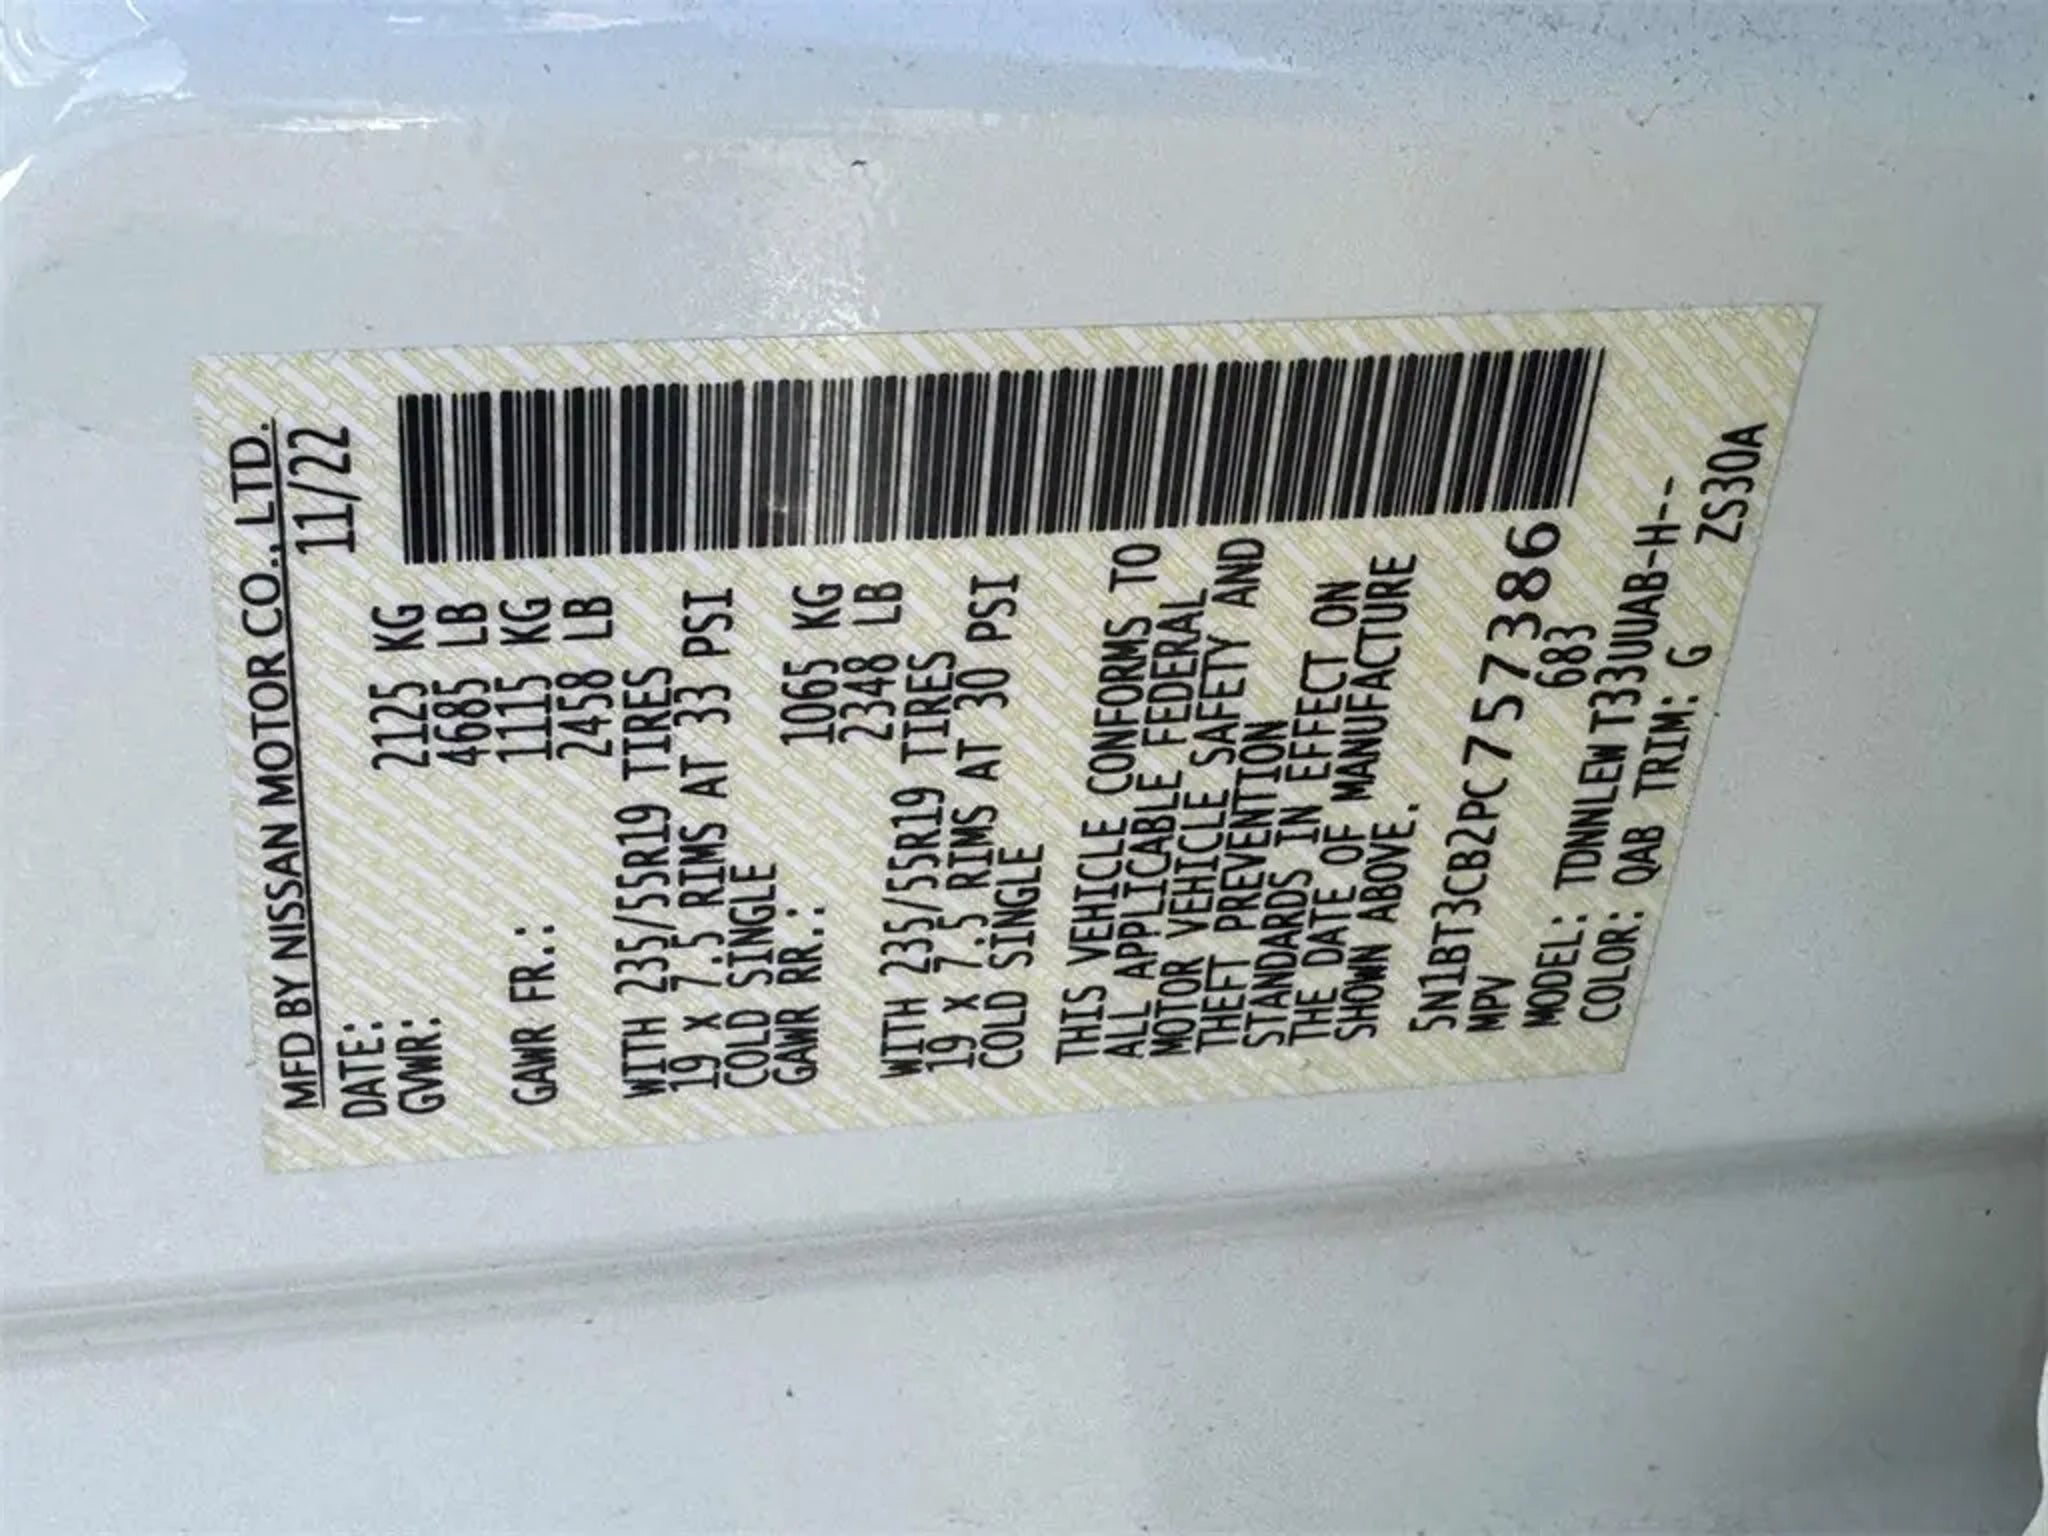 MFD BY NISSAN MOTOR CO., LTD.
DATE: 11/22
GVWR: 2125 KG
4685 LB
GAWR FR.: 1115 KG
2458 LB
WITH 235/55R19 TIRES
19 X 7.5 RIMS AT 33 PSI
COLD SINGLE
GAWR RR.: 1065 KG
2348 LB
WITH 235/55R19 TIRES
19 X 7.5 RIMS AT 30 PSI
COLD SINGLE
THIS VEHICLE CONFORMS TO
ALL APPLICABLE FEDERAL
MOTOR VEHICLE SAFETY AND
THEFT PREVENTION
STANDARDS IN EFFECT ON
THE DATE OF MANUFACTURE
SHOWN ABOVE.
5N1BT3CB2PC757386
MPV 683
MODEL: TDNNLEW T33UUAB-H--
COLOR: QAB TRIM: G
ZS30A